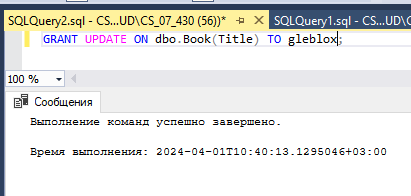 SQLQuery2.sql - CS...UD\CS_07_430 (56))*
SQLQuery1.sql - CS...UD\C
GRANT UPDATE ON dbo.Book(Title) TO gleblox;
100 %
Сообщения
Выполнение команд успешно завершено.
Время выполнения: 2024-04-01T10:40:13.1295046+03:00